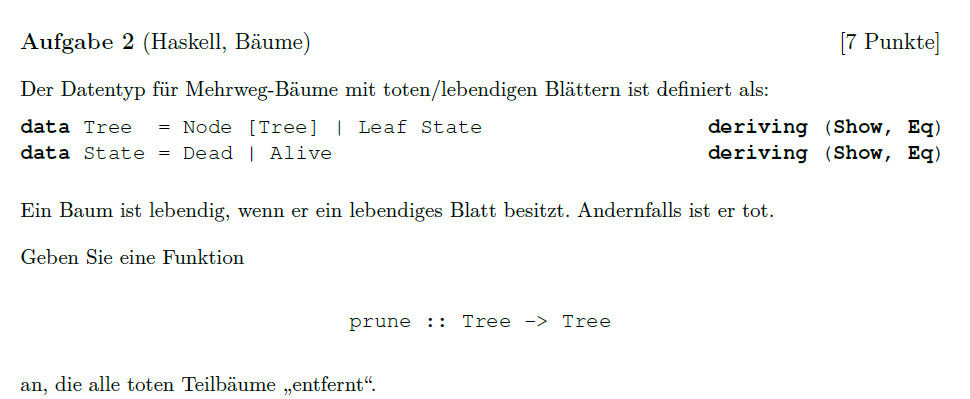 Aufgabe 2 (Haskell, Bäume) [7 Punkte]
Der Datentyp für Mehrweg-Bäume mit toten/lebendigen Blättern ist definiert als:
data Tree  = Node [Tree] | Leaf State deriving (Show, Eq)
data State = Dead | Alive deriving (Show, Eq)
Ein Baum ist lebendig, wenn er ein lebendiges Blatt besitzt. Andernfalls ist er tot.
Geben Sie eine Funktion
prune :: Tree -> Tree
an, die alle toten Teilbäume „entfernt“.